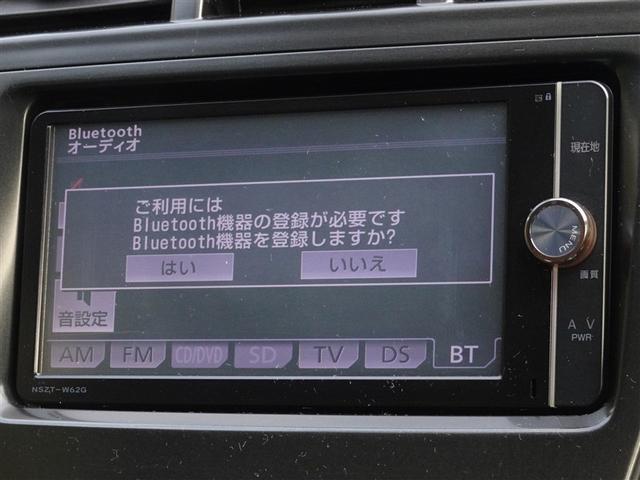 Bluetooth
オーディオ
ご利用には
Bluetooth機器の登録が必要です
Bluetooth機器を登録しますか?
はい
いいえ
音設定
AM
FM
CD/DVD
SD
TV
DS
BT
NSZT-W62G
現在地
MENU
画質
A V
PWR